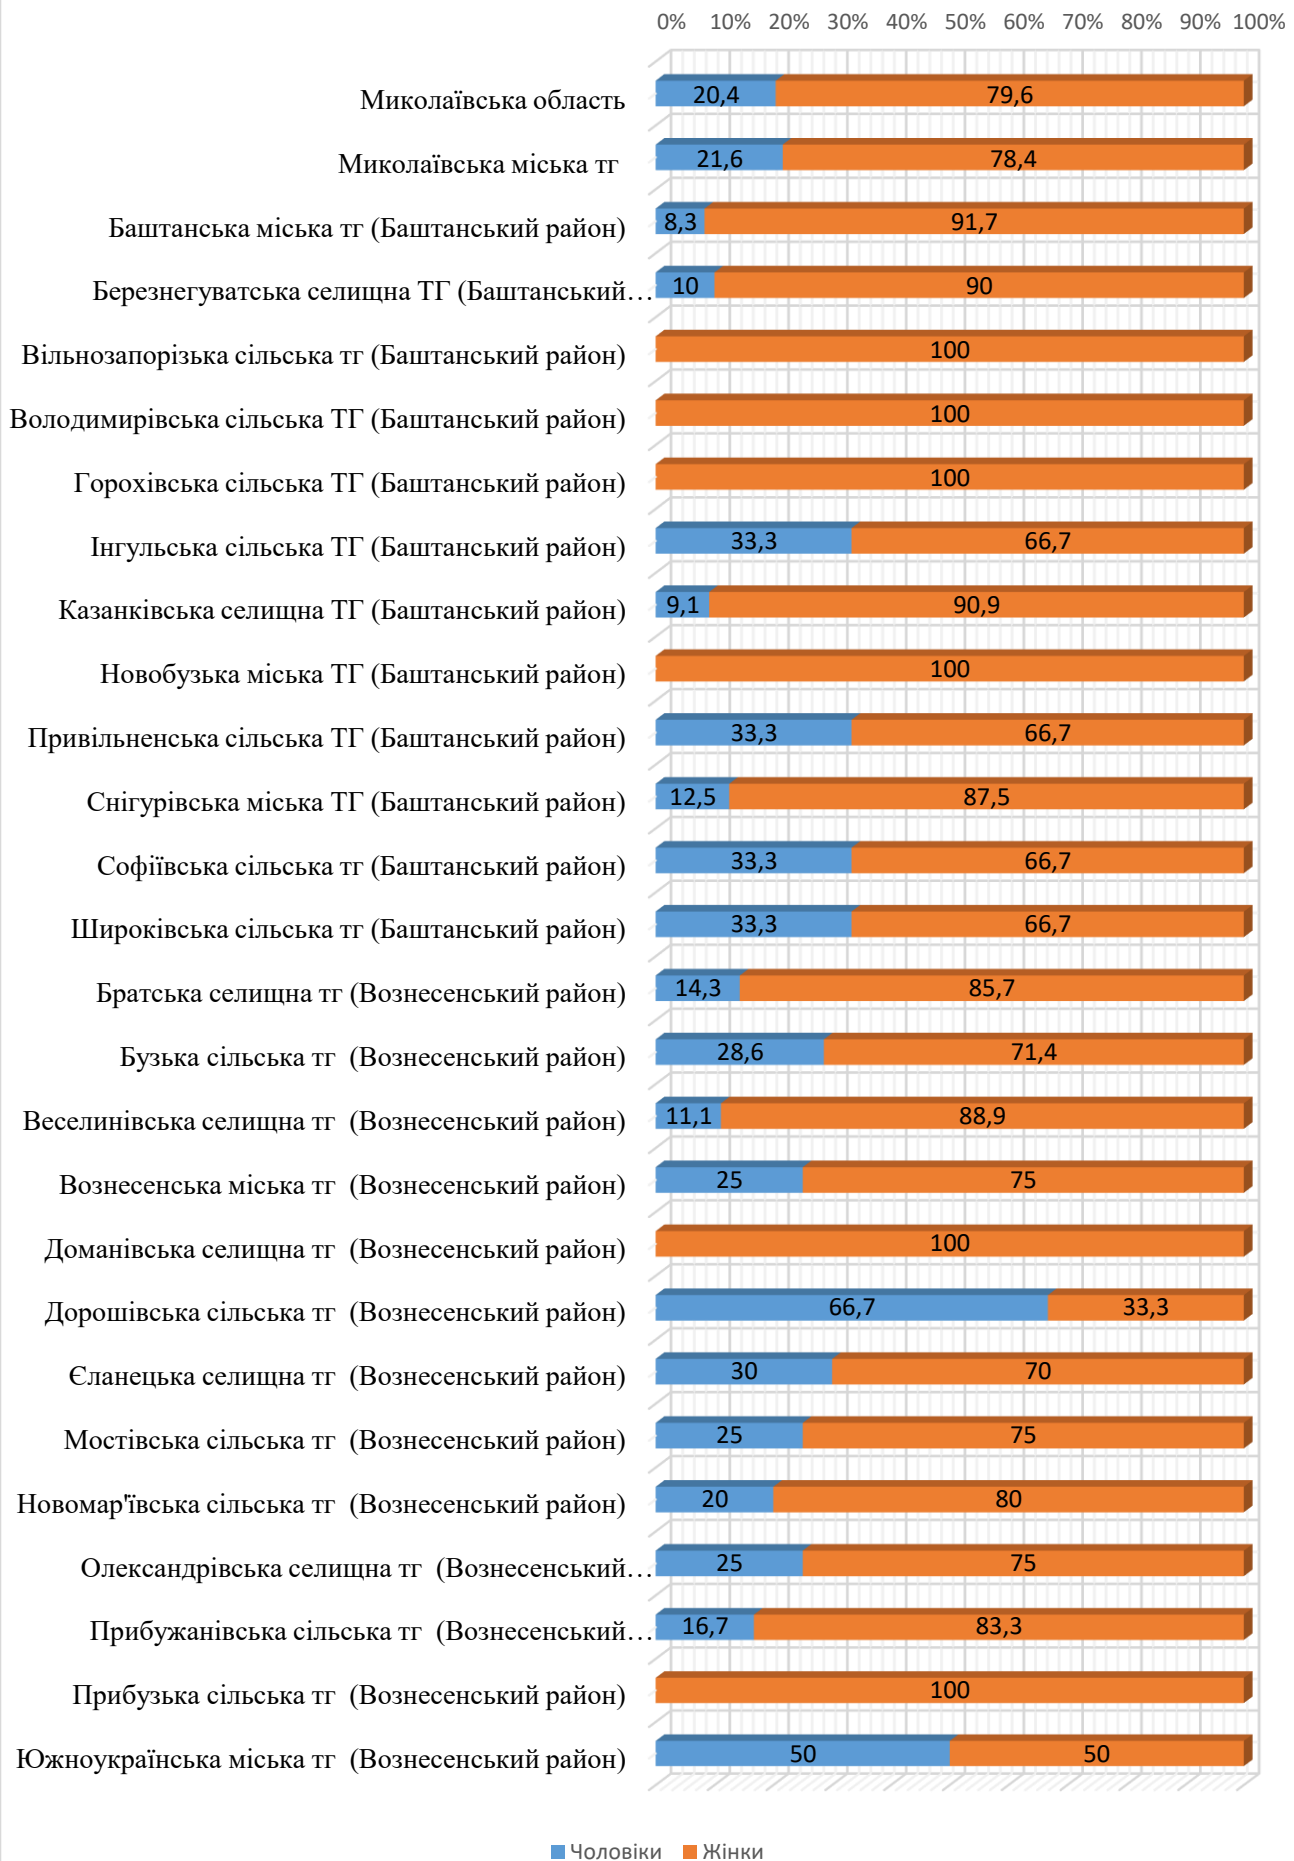 0% 10% 20% 30% 40% 50% 60% 70% 80% 90% 100%
Миколаївська область 20,4 79,6
Миколаївська міська тг 21,6 78,4
Баштанська міська тг (Баштанський район) 8,3 91,7
Березнегуватська селищна ТГ (Баштанський… 10 90
Вільнозапорізька сільська тг (Баштанський район) 100
Володимирівська сільська ТГ (Баштанський район) 100
Горохівська сільська ТГ (Баштанський район) 100
Інгульська сільська ТГ (Баштанський район) 33,3 66,7
Казанківська селищна ТГ (Баштанський район) 9,1 90,9
Новобузька міська ТГ (Баштанський район) 100
Привільненська сільська ТГ (Баштанський район) 33,3 66,7
Снігурівська міська ТГ (Баштанський район) 12,5 87,5
Софіївська сільська тг (Баштанський район) 33,3 66,7
Широківська сільська тг (Баштанський район) 33,3 66,7
Братська селищна тг (Вознесенський район) 14,3 85,7
Бузька сільська тг (Вознесенський район) 28,6 71,4
Веселинівська селищна тг (Вознесенський район) 11,1 88,9
Вознесенська міська тг (Вознесенський район) 25 75
Доманівська селищна тг (Вознесенський район) 100
Дорошівська сільська тг (Вознесенський район) 66,7 33,3
Єланецька селищна тг (Вознесенський район) 30 70
Мостівська сільська тг (Вознесенський район) 25 75
Новомар'ївська сільська тг (Вознесенський район) 20 80
Олександрівська селищна тг (Вознесенський… 25 75
Прибужанівська сільська тг (Вознесенський… 16,7 83,3
Прибузька сільська тг (Вознесенський район) 100
Южноукраїнська міська тг (Вознесенський район) 50 50
Чоловіки Жінки